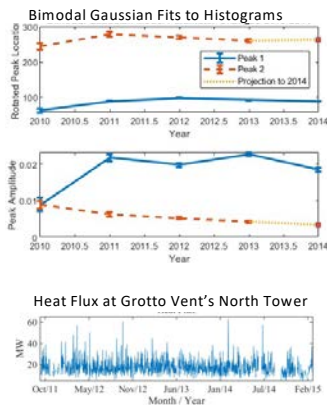 Bimodal Gaussian Fits to Histograms
Rotated Peak Locatio
300
200
100
Peak 1
Peak 2
Projection to 2014
2010 2010.5 2011 2011.5 2012 2012.5 2013 2013.5 2014
Year
Peak Amplitude
0.02
0.01
0
2010 2010.5 2011 2011.5 2012 2012.5 2013 2013.5 2014
Year
Heat Flux at Grotto Vent's North Tower
MW
60
40
20
Oct/11 May/12 Nov/12 Jun/13 Jan/14 Jul/14 Feb/15
Month / Year